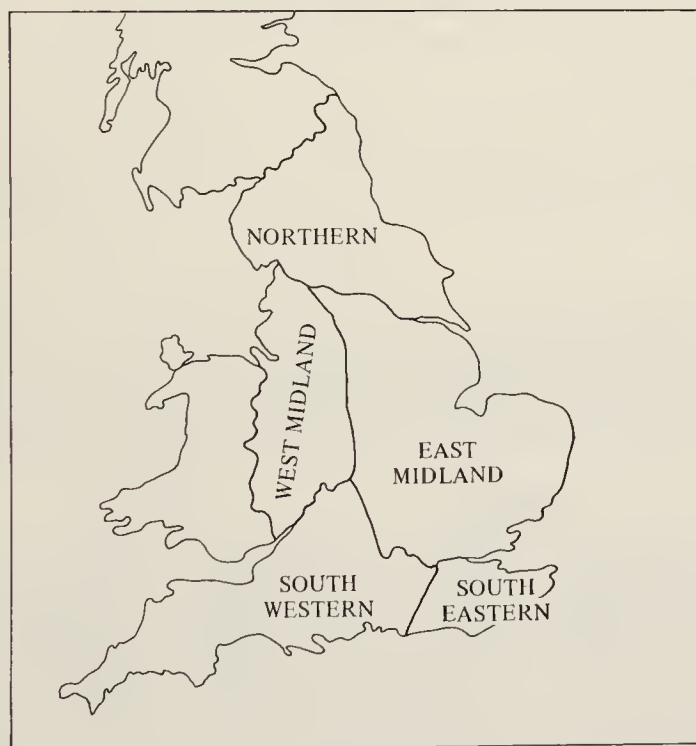 NORTHERN
WEST MIDLAND
EAST
MIDLAND
SOUTH
WESTERN
SOUTH
EASTERN